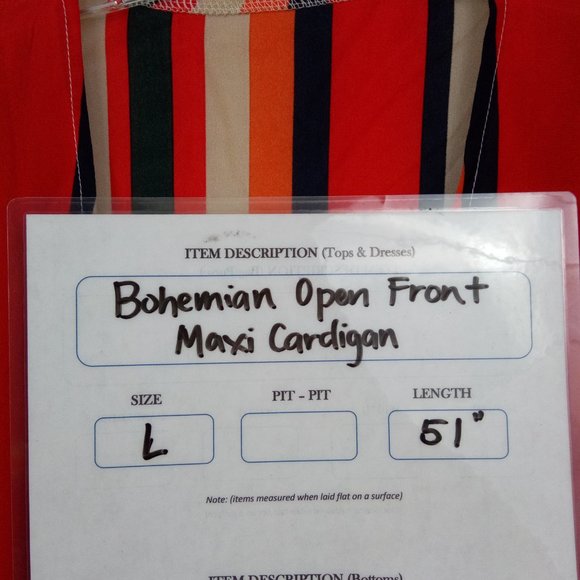 ITEM DESCRIPTION (Tops & Dresses)
Bohemian Open Front
Maxi Cardigan
SIZE PIT - PIT LENGTH
L 51"
Note: (items measured when laid flat on a surface)
ITEM DESCRIPTION (Bottoms)